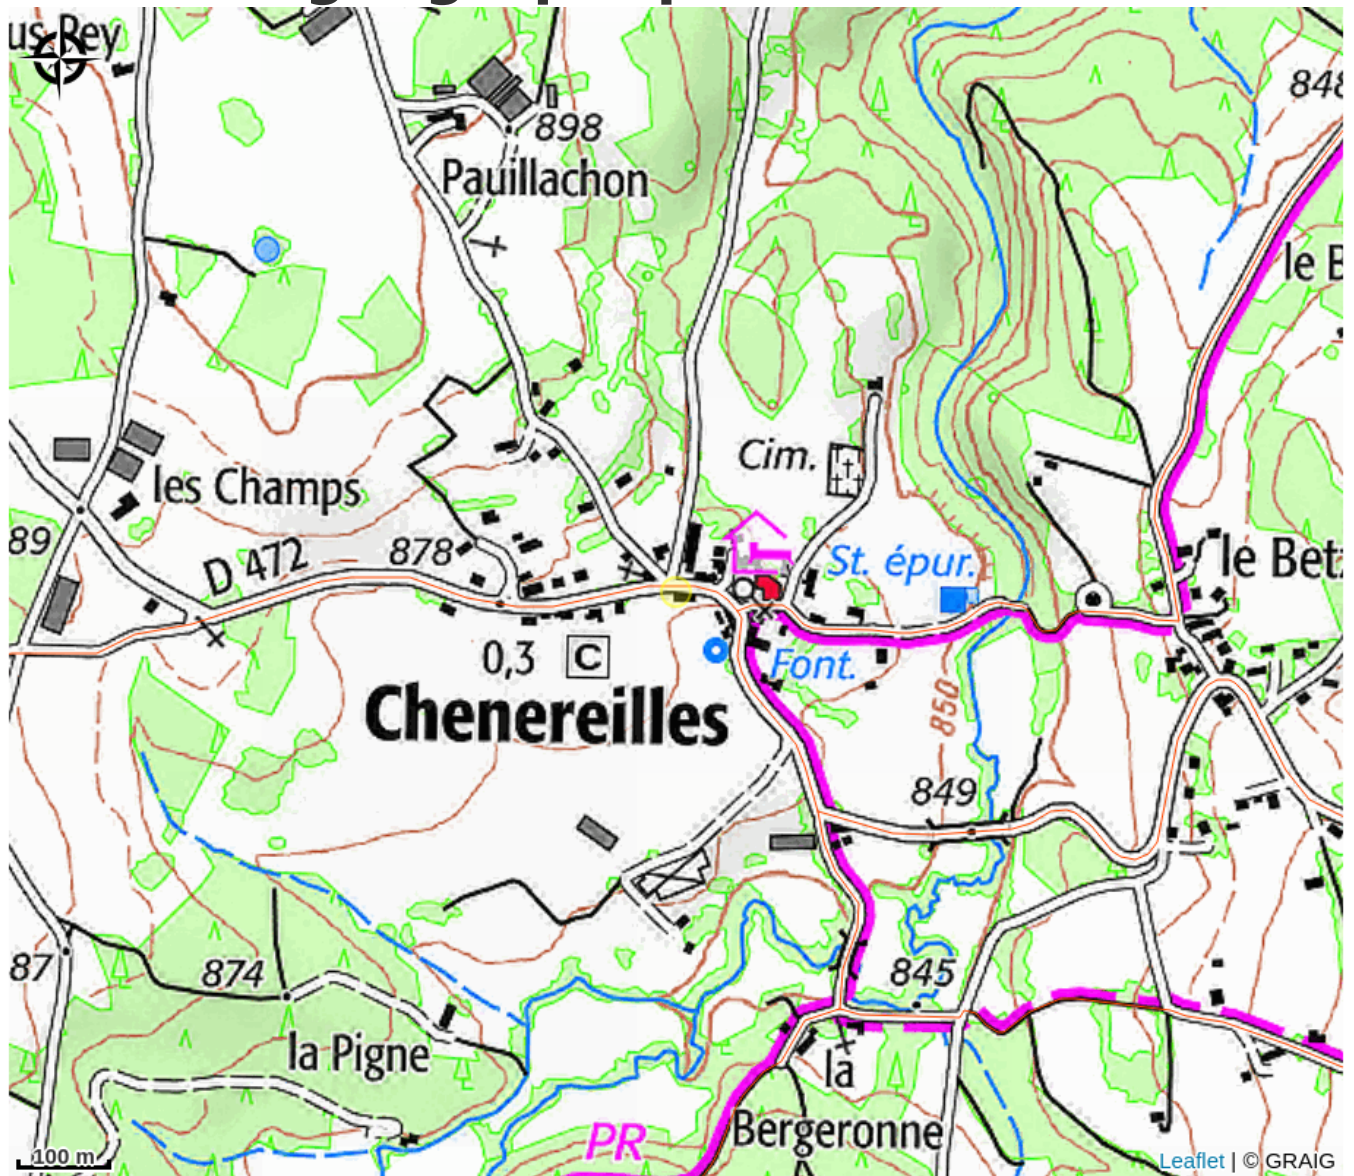 us Rey
848
898
Pauillachon
le B
Cim.
les Champs
89
D 472
878
St. épur.
le Betz
0,3
C
Font.
Chenereilles
850
849
87
874
845
la Pigne
la
Bergeronne
PR
100 m
Leaflet | © GRAIG